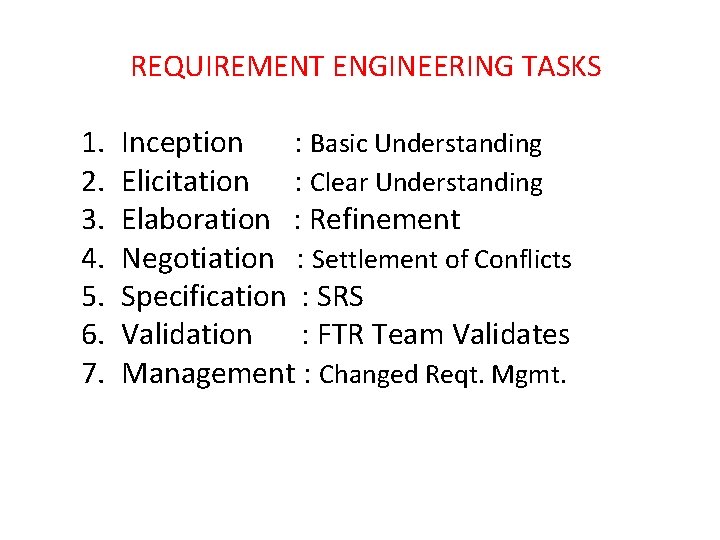 REQUIREMENT ENGINEERING TASKS
1. Inception : Basic Understanding
2. Elicitation : Clear Understanding
3. Elaboration : Refinement
4. Negotiation : Settlement of Conflicts
5. Specification : SRS
6. Validation : FTR Team Validates
7. Management : Changed Reqt. Mgmt.